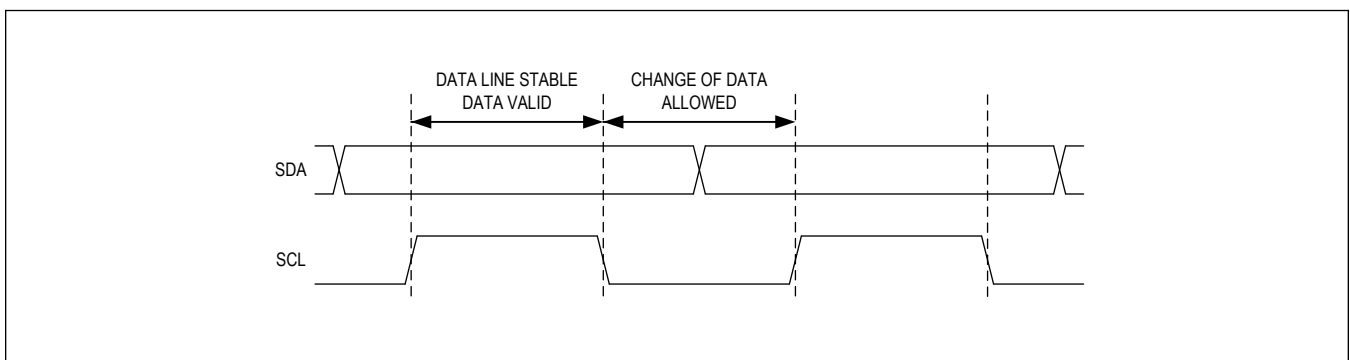 DATA LINE STABLE
DATA VALID
CHANGE OF DATA
ALLOWED
SDA
SCL